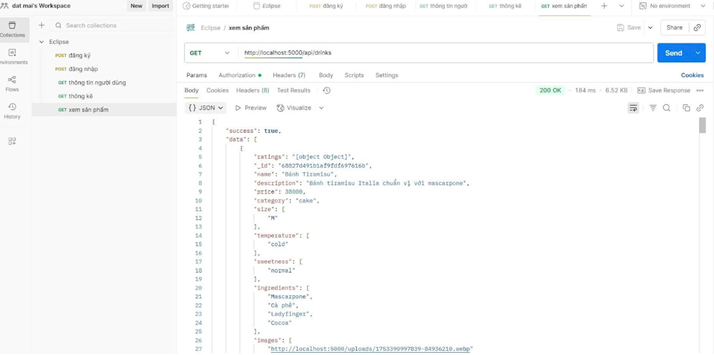 dat mai's Workspace
New
Import
Getting starte
Eclipse
POST đăng ký
POST đăng nhập
GET thông tin người
GET thông kê
GET xem sản phẩm
No environment
Collections
Search collections
Eclipse
POST đăng ký
POST đăng nhập
GET thông tin người dùng
GET thông kê
GET xem sản phẩm
Environments
Flows
History
Eclipse / xem sản phẩm
Save
Share
GET
http://localhost:5000/api/drinks
Send
Params
Authorization
Headers (7)
Body
Scripts
Settings
Cookies
Body
Cookies
Headers (8)
Test Results
200 OK
184 ms
6.52 KB
Save Response
{} JSON
Preview
Visualize
1 {
2 "success": true,
3 "data": [
4 {
5 "ratings": "[object Object]",
6 "_id": "68827d491b1af9fdf697616b",
7 "name": "Bánh Tiramisu",
8 "description": "Bánh tiramisu Italia chuẩn vị với mascarpone",
9 "price": 38000,
10 "category": "cake",
11 "size": [
12 "M"
13 ],
14 "temperature": [
15 "cold"
16 ],
17 "sweetness": [
18 "normal"
19 ],
20 "ingredients": [
21 "Mascarpone",
22 "Cà phê",
23 "Ladyfinger",
24 "Cocoa"
25 ],
26 "images": [
27 "http://localhost:5000/uploads/1753390997839-84936210.webp"